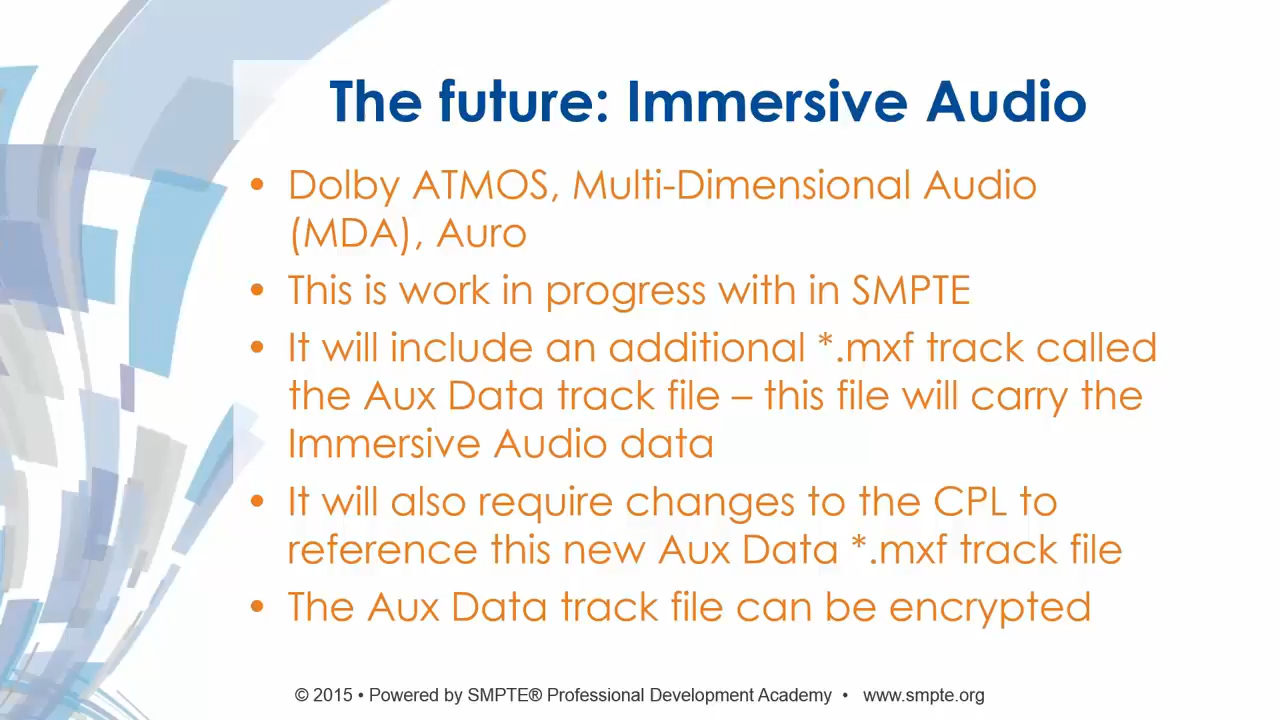 The future: Immersive Audio
• Dolby ATMOS, Multi-Dimensional Audio
(MDA), Auro
• This is work in progress with in SMPTE
• It will include an additional *.mxf track called
the Aux Data track file – this file will carry the
Immersive Audio data
• It will also require changes to the CPL to
reference this new Aux Data *.mxf track file
• The Aux Data track file can be encrypted
© 2015 • Powered by SMPTE® Professional Development Academy • www.smpte.org